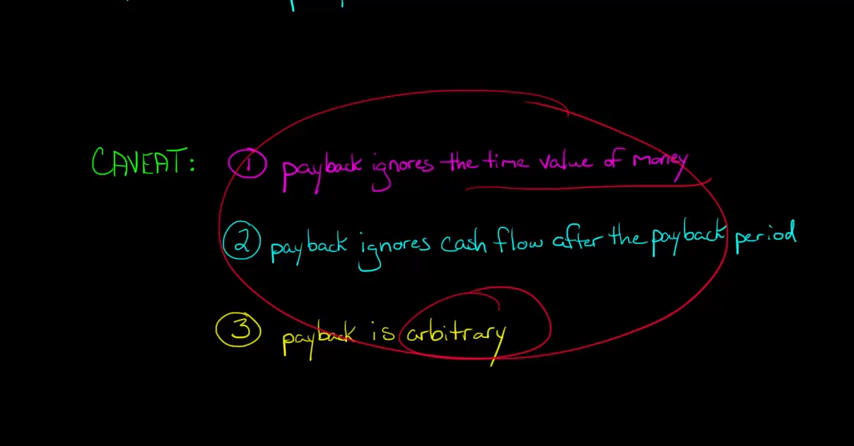 CAVEAT: ① payback ignores the time value of money
② payback ignores cash flow after the payback period
③ payback is arbitrary